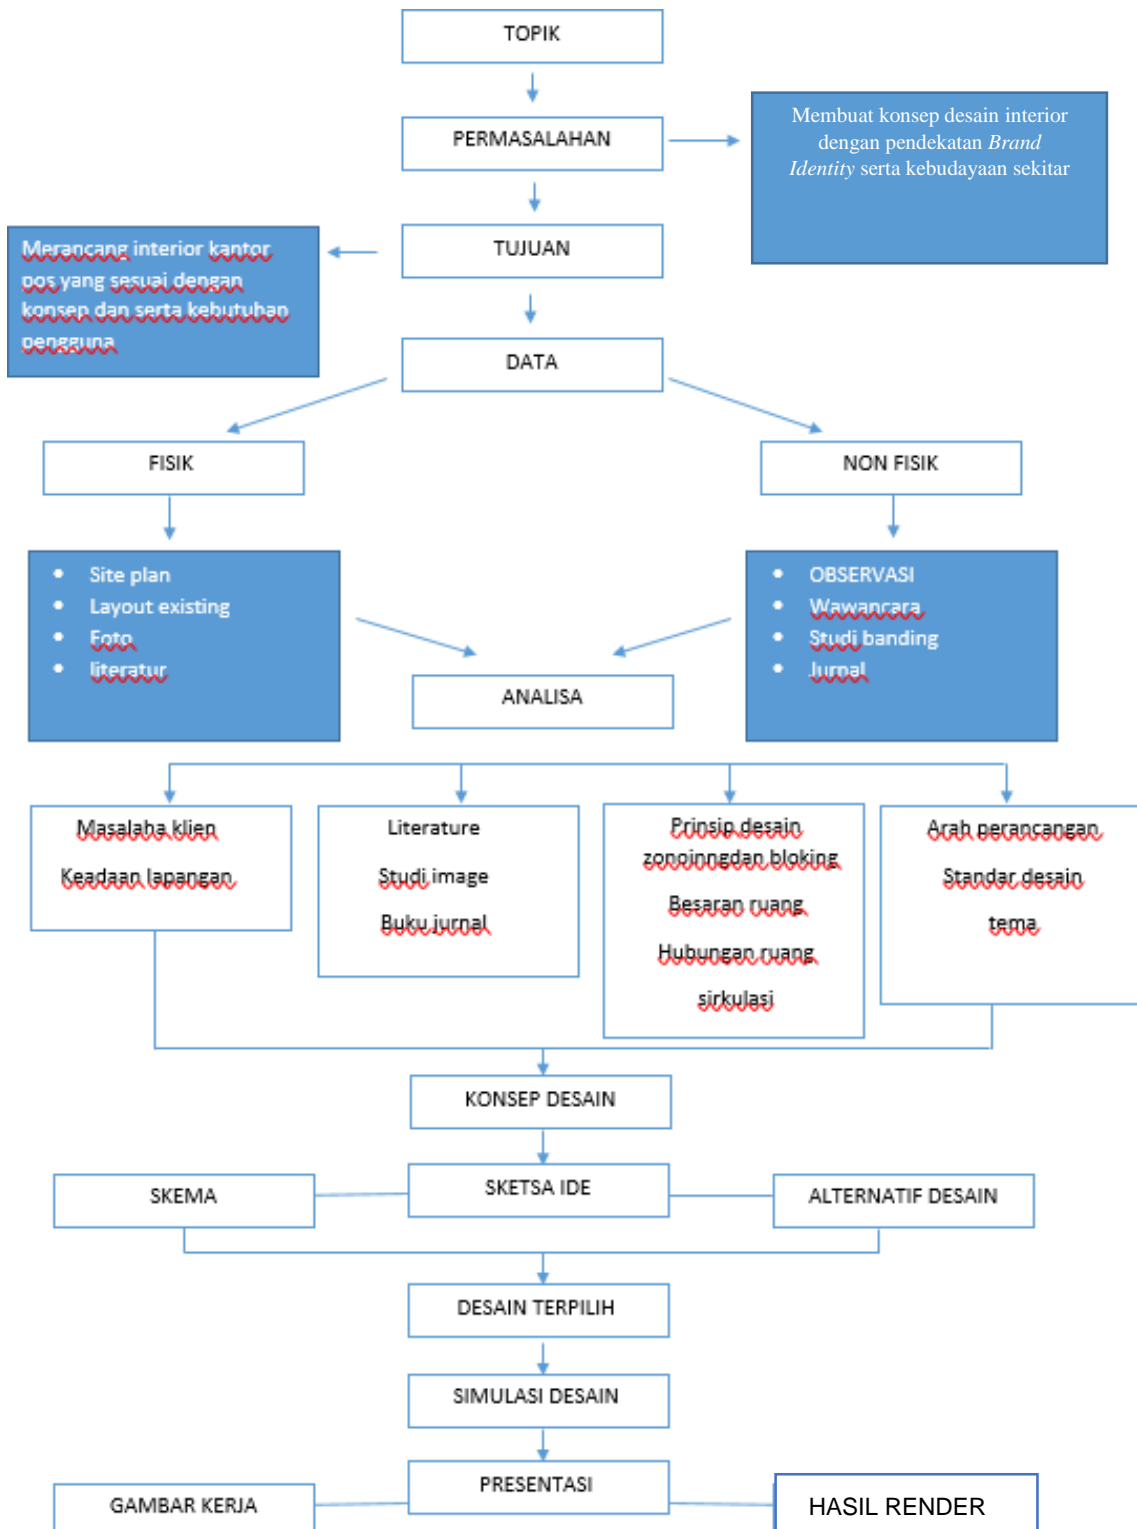 TOPIK
PERMASALAHAN
Membuat konsep desain interior
dengan pendekatan Brand
Identity serta kebudayaan sekitar
TUJUAN
Merancang interior kantor
pos yang sesuai dengan
konsep dan serta kebutuhan
pengguna
DATA
FISIK
NON FISIK
• Site plan
• Layout existing
• Foto
• literatur
• OBSERVASI
• Wawancara
• Studi banding
• Jurnal
ANALISA
Masalaha klien
Keadaan lapangan
Literature
Studi image
Buku jurnal
Prinsip desain
zonoinngdan bloking
Besaran ruang
Hubungan ruang
sirkulasi
Arah perancangan
Standar desain
tema
KONSEP DESAIN
SKEMA
SKETSA IDE
ALTERNATIF DESAIN
DESAIN TERPILIH
SIMULASI DESAIN
PRESENTASI
GAMBAR KERJA
HASIL RENDER